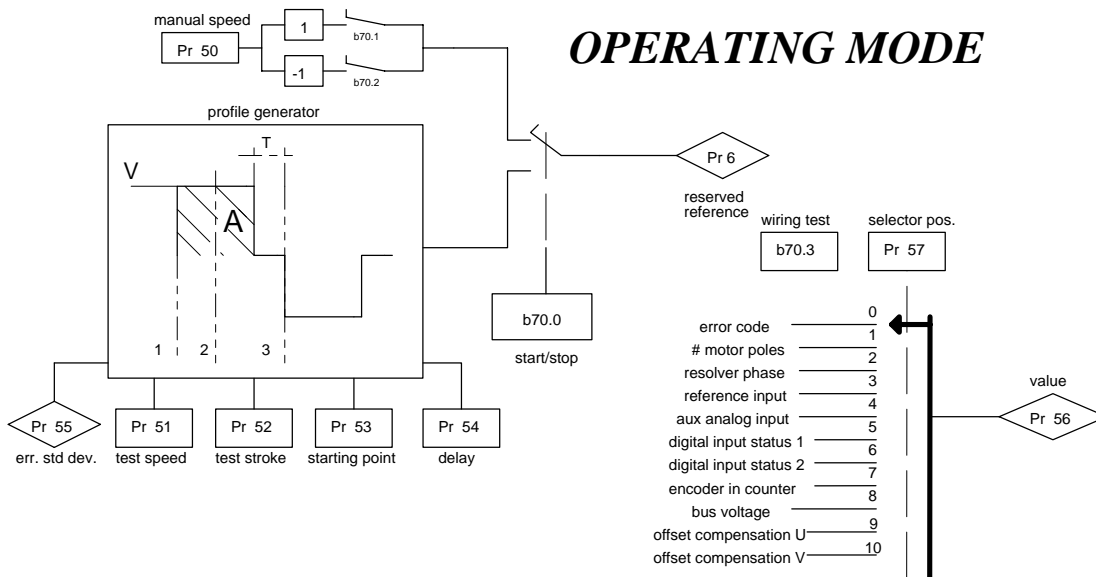 OPERATING MODE
manual speed
Pr 50
1
b70.1
-1
b70.2
profile generator
T
V
A
1
2
3
Pr 6
reserved
reference
b70.0
start/stop
Pr 55
err. std dev.
Pr 51
test speed
Pr 52
test stroke
Pr 53
starting point
Pr 54
delay
wiring test
b70.3
selector pos.
Pr 57
error code 0
# motor poles 1
resolver phase 2
reference input 3
aux analog input 4
digital input status 1 5
digital input status 2 6
encoder in counter 7
bus voltage 8
offset compensation U 9
offset compensation V 10
value
Pr 56